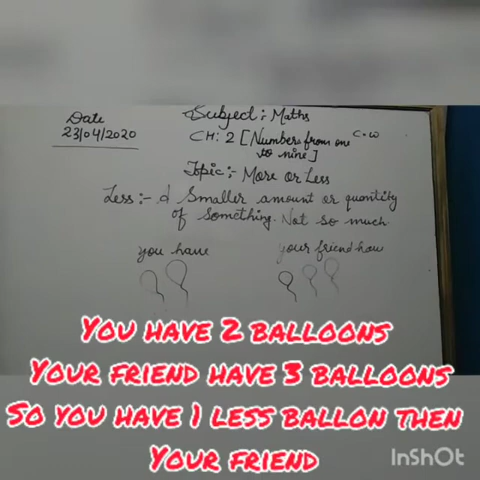 Date
23/04/2020
Subject:- Maths
CH: 2 [Numbers from one
to nine]
C.W
Topic:- More or Less
Less:- A Smaller amount or quantity
of Something. Not so much
you have
your friend have
You have 2 balloons
Your friend have 3 balloons
So you have 1 less ballon then
Your friend
InShOt